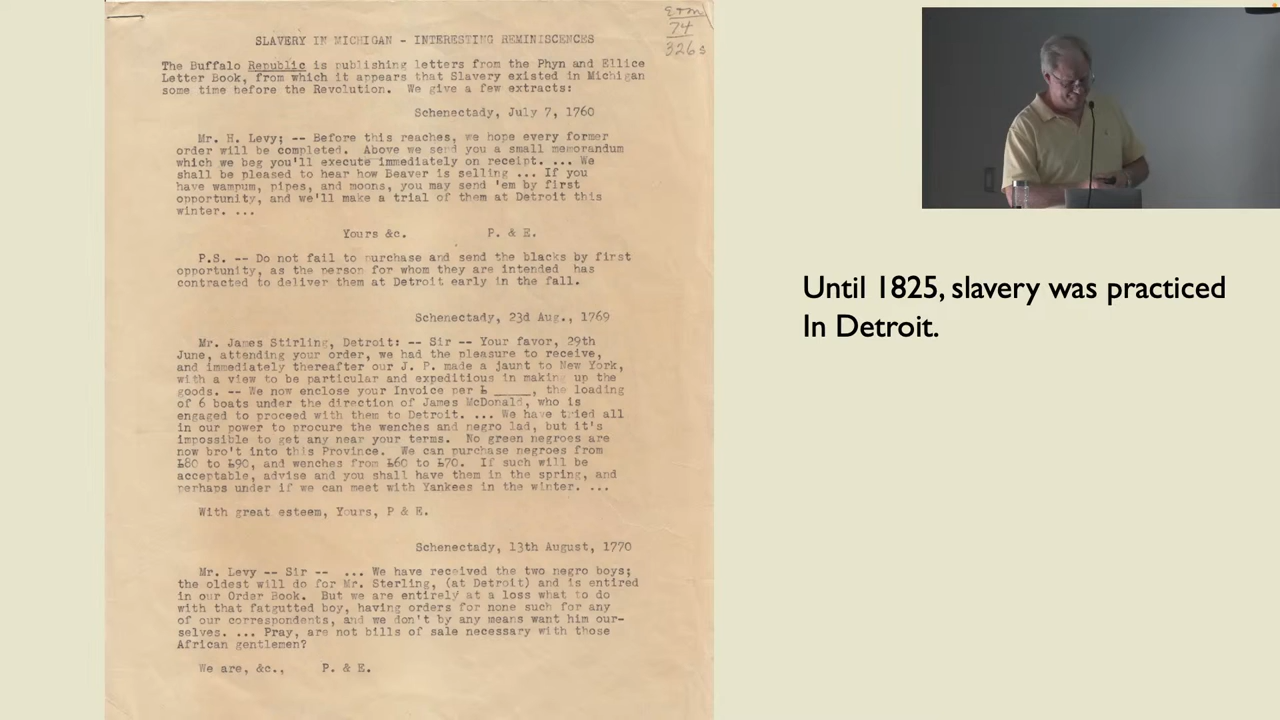 E+M
74
326s
SLAVERY IN MICHIGAN - INTERESTING REMINISCENCES
The Buffalo Republic is publishing letters from the Phyn and Ellice
Letter Book, from which it appears that Slavery existed in Michigan
some time before the Revolution. We give a few extracts:
Schenectady, July 7, 1760
Mr. H. Levy; -- Before this reaches, we hope every former
order will be completed. Above we send you a small memorandum
which we beg you'll execute immediately on receipt. ... We
shall be pleased to hear how Beaver is selling ... If you
have wampum, pipes, and moons, you may send 'em by first
opportunity, and we'll make a trial of them at Detroit this
winter. ...
Yours &c. P. & E.
P.S. -- Do not fail to purchase and send the blacks by first
opportunity, as the person for whom they are intended has
contracted to deliver them at Detroit early in the fall.
Schenectady, 23d Aug., 1769
Mr. James Stirling, Detroit: -- Sir -- Your favor, 29th
June, attending your order, we had the pleasure to receive,
and immediately thereafter our J. P. made a jaunt to New York,
with a view to be particular and expeditious in making up the
goods. -- We now enclose your Invoice per Ł _____, the loading
of 6 boats under the direction of James McDonald, who is
engaged to proceed with them to Detroit. ... We have tried all
in our power to procure the wenches and negro lad, but it's
impossible to get any near your terms. No green negroes are
now bro't into this Province. We can purchase negroes from
Ł80 to Ł90, and wenches from Ł60 to Ł70. If such will be
acceptable, advise and you shall have them in the spring, and
perhaps under if we can meet with Yankees in the winter. ...
With great esteem, Yours, P & E.
Schenectady, 13th August, 1770
Mr. Levy -- Sir -- ... We have received the two negro boys;
the oldest will do for Mr. Sterling, (at Detroit) and is entired
in our Order Book. But we are entirely at a loss what to do
with that fatgutted boy, having orders for none such for any
of our correspondents, and we don't by any means want him our-
selves. ... Pray, are not bills of sale necessary with those
African gentlemen?
We are, &c., P. & E.
Until 1825, slavery was practiced
In Detroit.